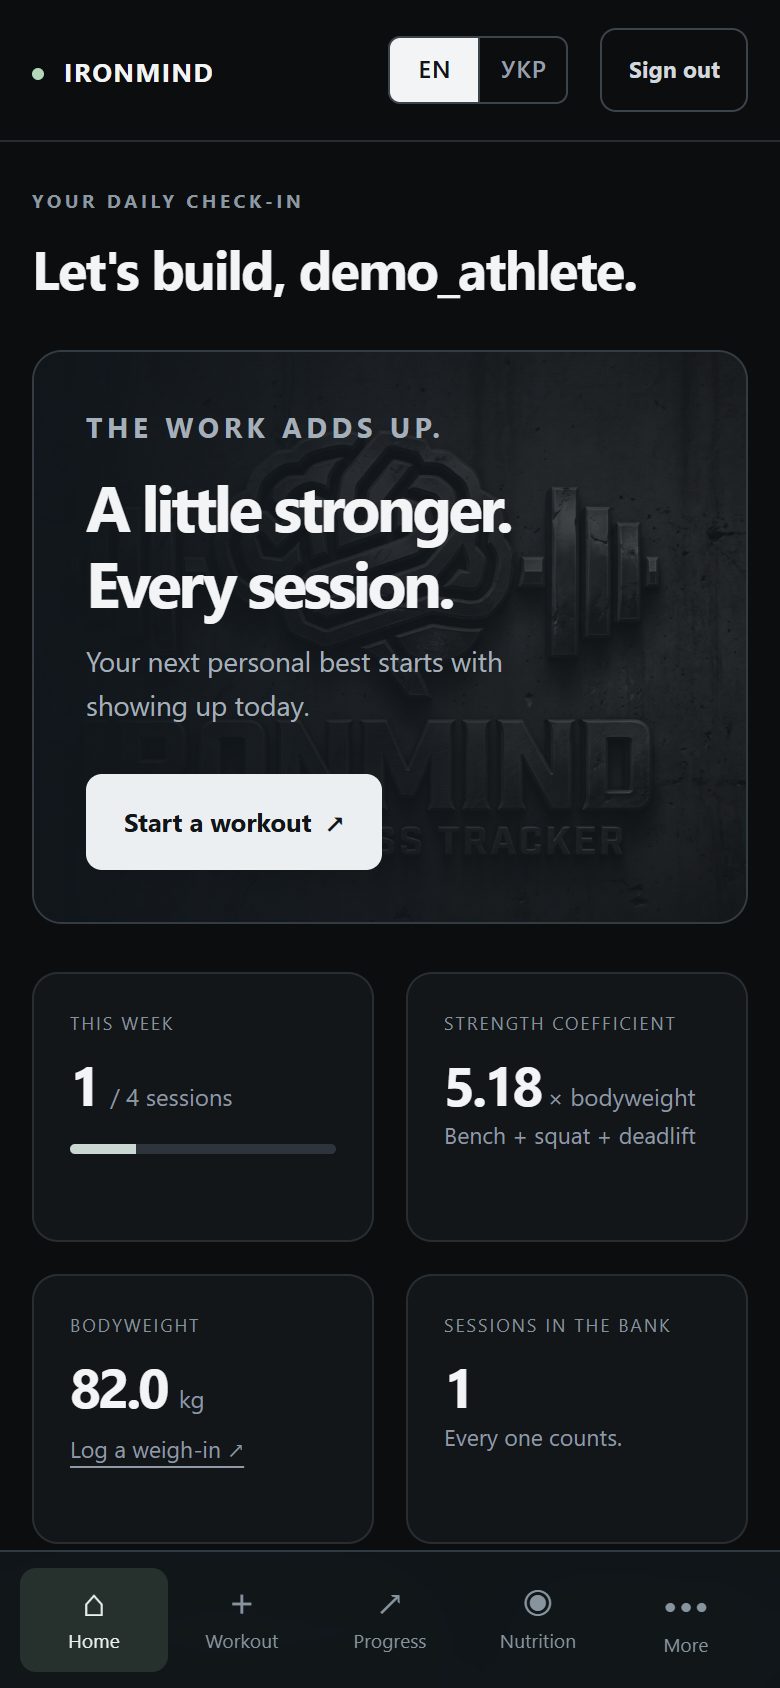 IRONMIND
EN
УКР
Sign out
YOUR DAILY CHECK-IN
Let's build, demo_athlete.
THE WORK ADDS UP.
A little stronger.
Every session.
Your next personal best starts with
showing up today.
IRONMIND
TRACKER
Start a workout ↗
THIS WEEK
1 / 4 sessions
STRENGTH COEFFICIENT
5.18 × bodyweight
Bench + squat + deadlift
BODYWEIGHT
82.0 kg
Log a weigh-in ↗
SESSIONS IN THE BANK
1
Every one counts.
Home
Workout
Progress
Nutrition
More